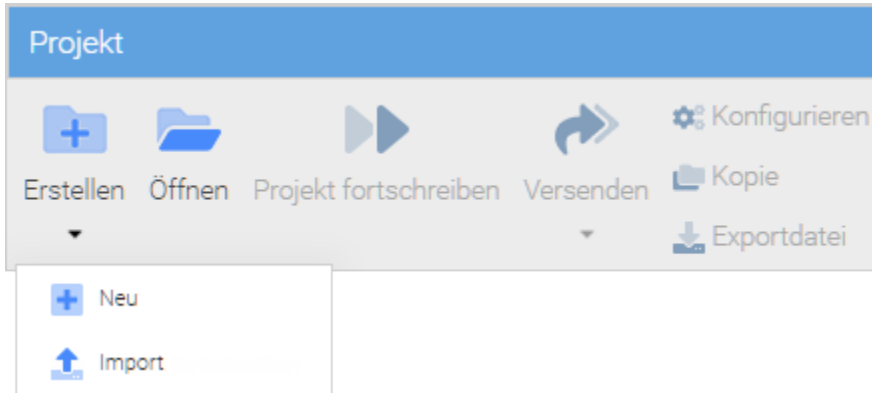 Projekt
Erstellen
Öffnen
Projekt fortschreiben
Versenden
Konfigurieren
Kopie
Exportdatei
Neu
Import